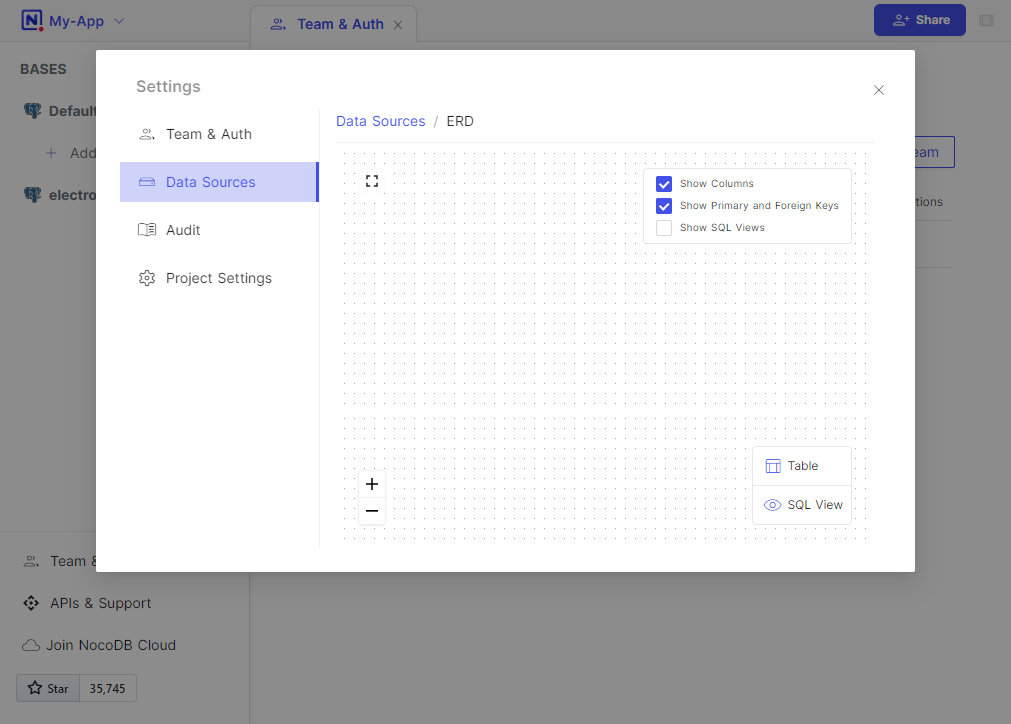 My-App
Team & Auth
Share
BASES
Default
Add
electro
eam
tions
Settings
Team & Auth
Data Sources
Audit
Project Settings
Data Sources / ERD
Show Columns
Show Primary and Foreign Keys
Show SQL Views
Table
SQL View
Team &
APIs & Support
Join NocoDB Cloud
Star 35,745